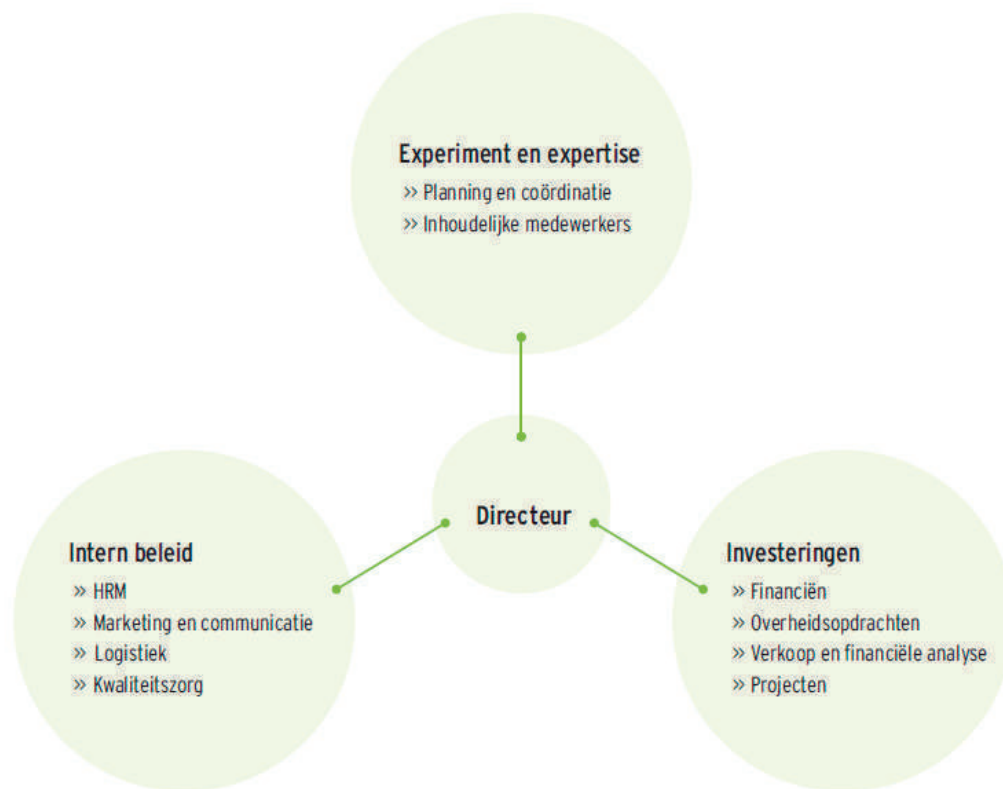 Experiment en expertise
>> Planning en coördinatie
>> Inhoudelijke medewerkers
Directeur
Intern beleid
>> HRM
>> Marketing en communicatie
>> Logistiek
>> Kwaliteitszorg
Investeringen
>> Financiën
>> Overheidsopdrachten
>> Verkoop en financiële analyse
>> Projecten